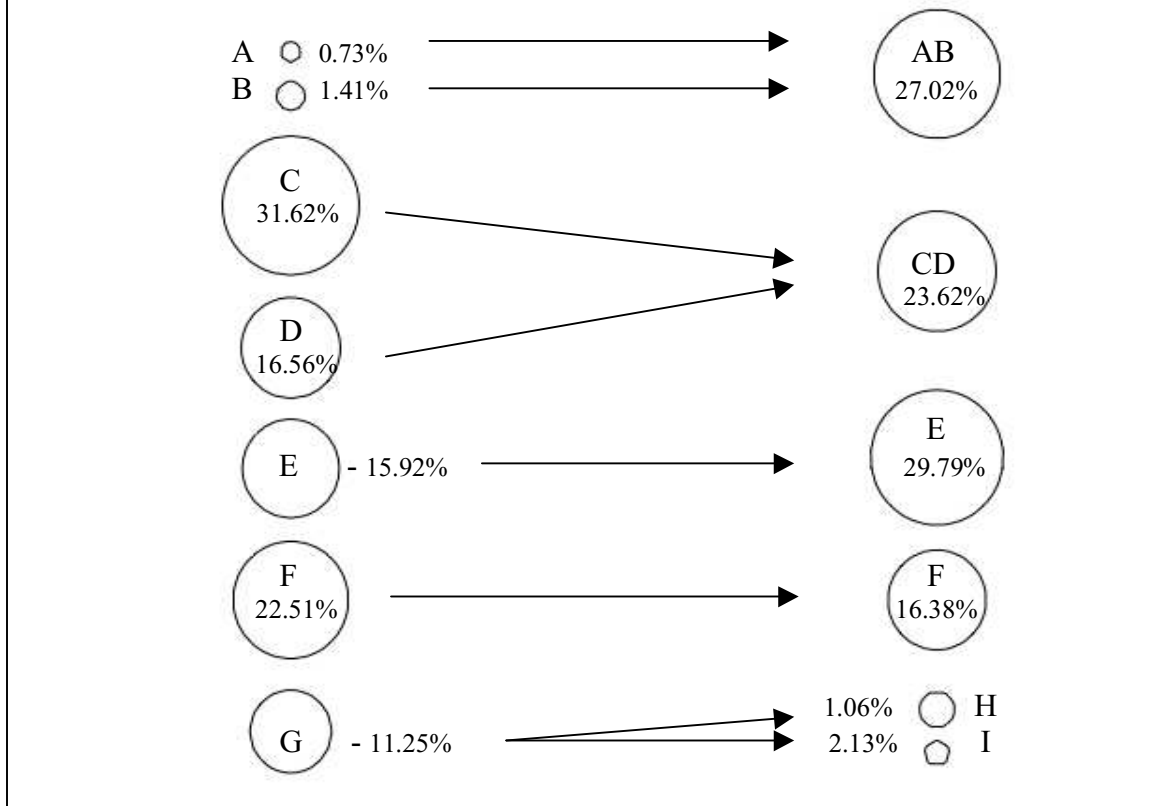 A 0.73%
B 1.41%
AB
27.02%
C
31.62%
CD
23.62%
D
16.56%
E - 15.92%
E
29.79%
F
22.51%
F
16.38%
G - 11.25%
1.06% H
2.13% I